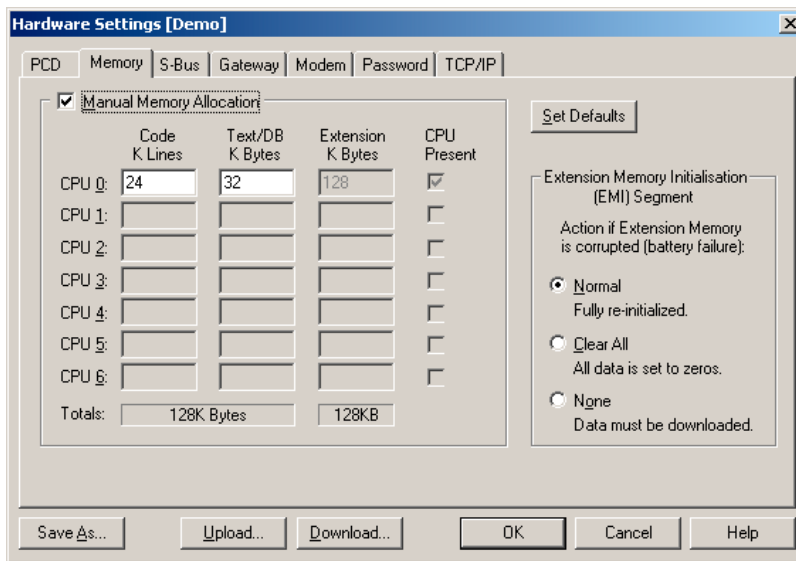 Hardware Settings [Demo]
PCD Memory S-Bus Gateway Modem Password TCP/IP
Manual Memory Allocation
Code K Lines
Text/DB K Bytes
Extension K Bytes
CPU Present
CPU 0: 24 32 128
CPU 1:
CPU 2:
CPU 3:
CPU 4:
CPU 5:
CPU 6:
Totals: 128K Bytes 128KB
Set Defaults
Extension Memory Initialisation
(EMI) Segment
Action if Extension Memory
is corrupted (battery failure):
Normal
Fully re-initialized.
Clear All
All data is set to zeros.
None
Data must be downloaded.
Save As... Upload... Download... OK Cancel Help